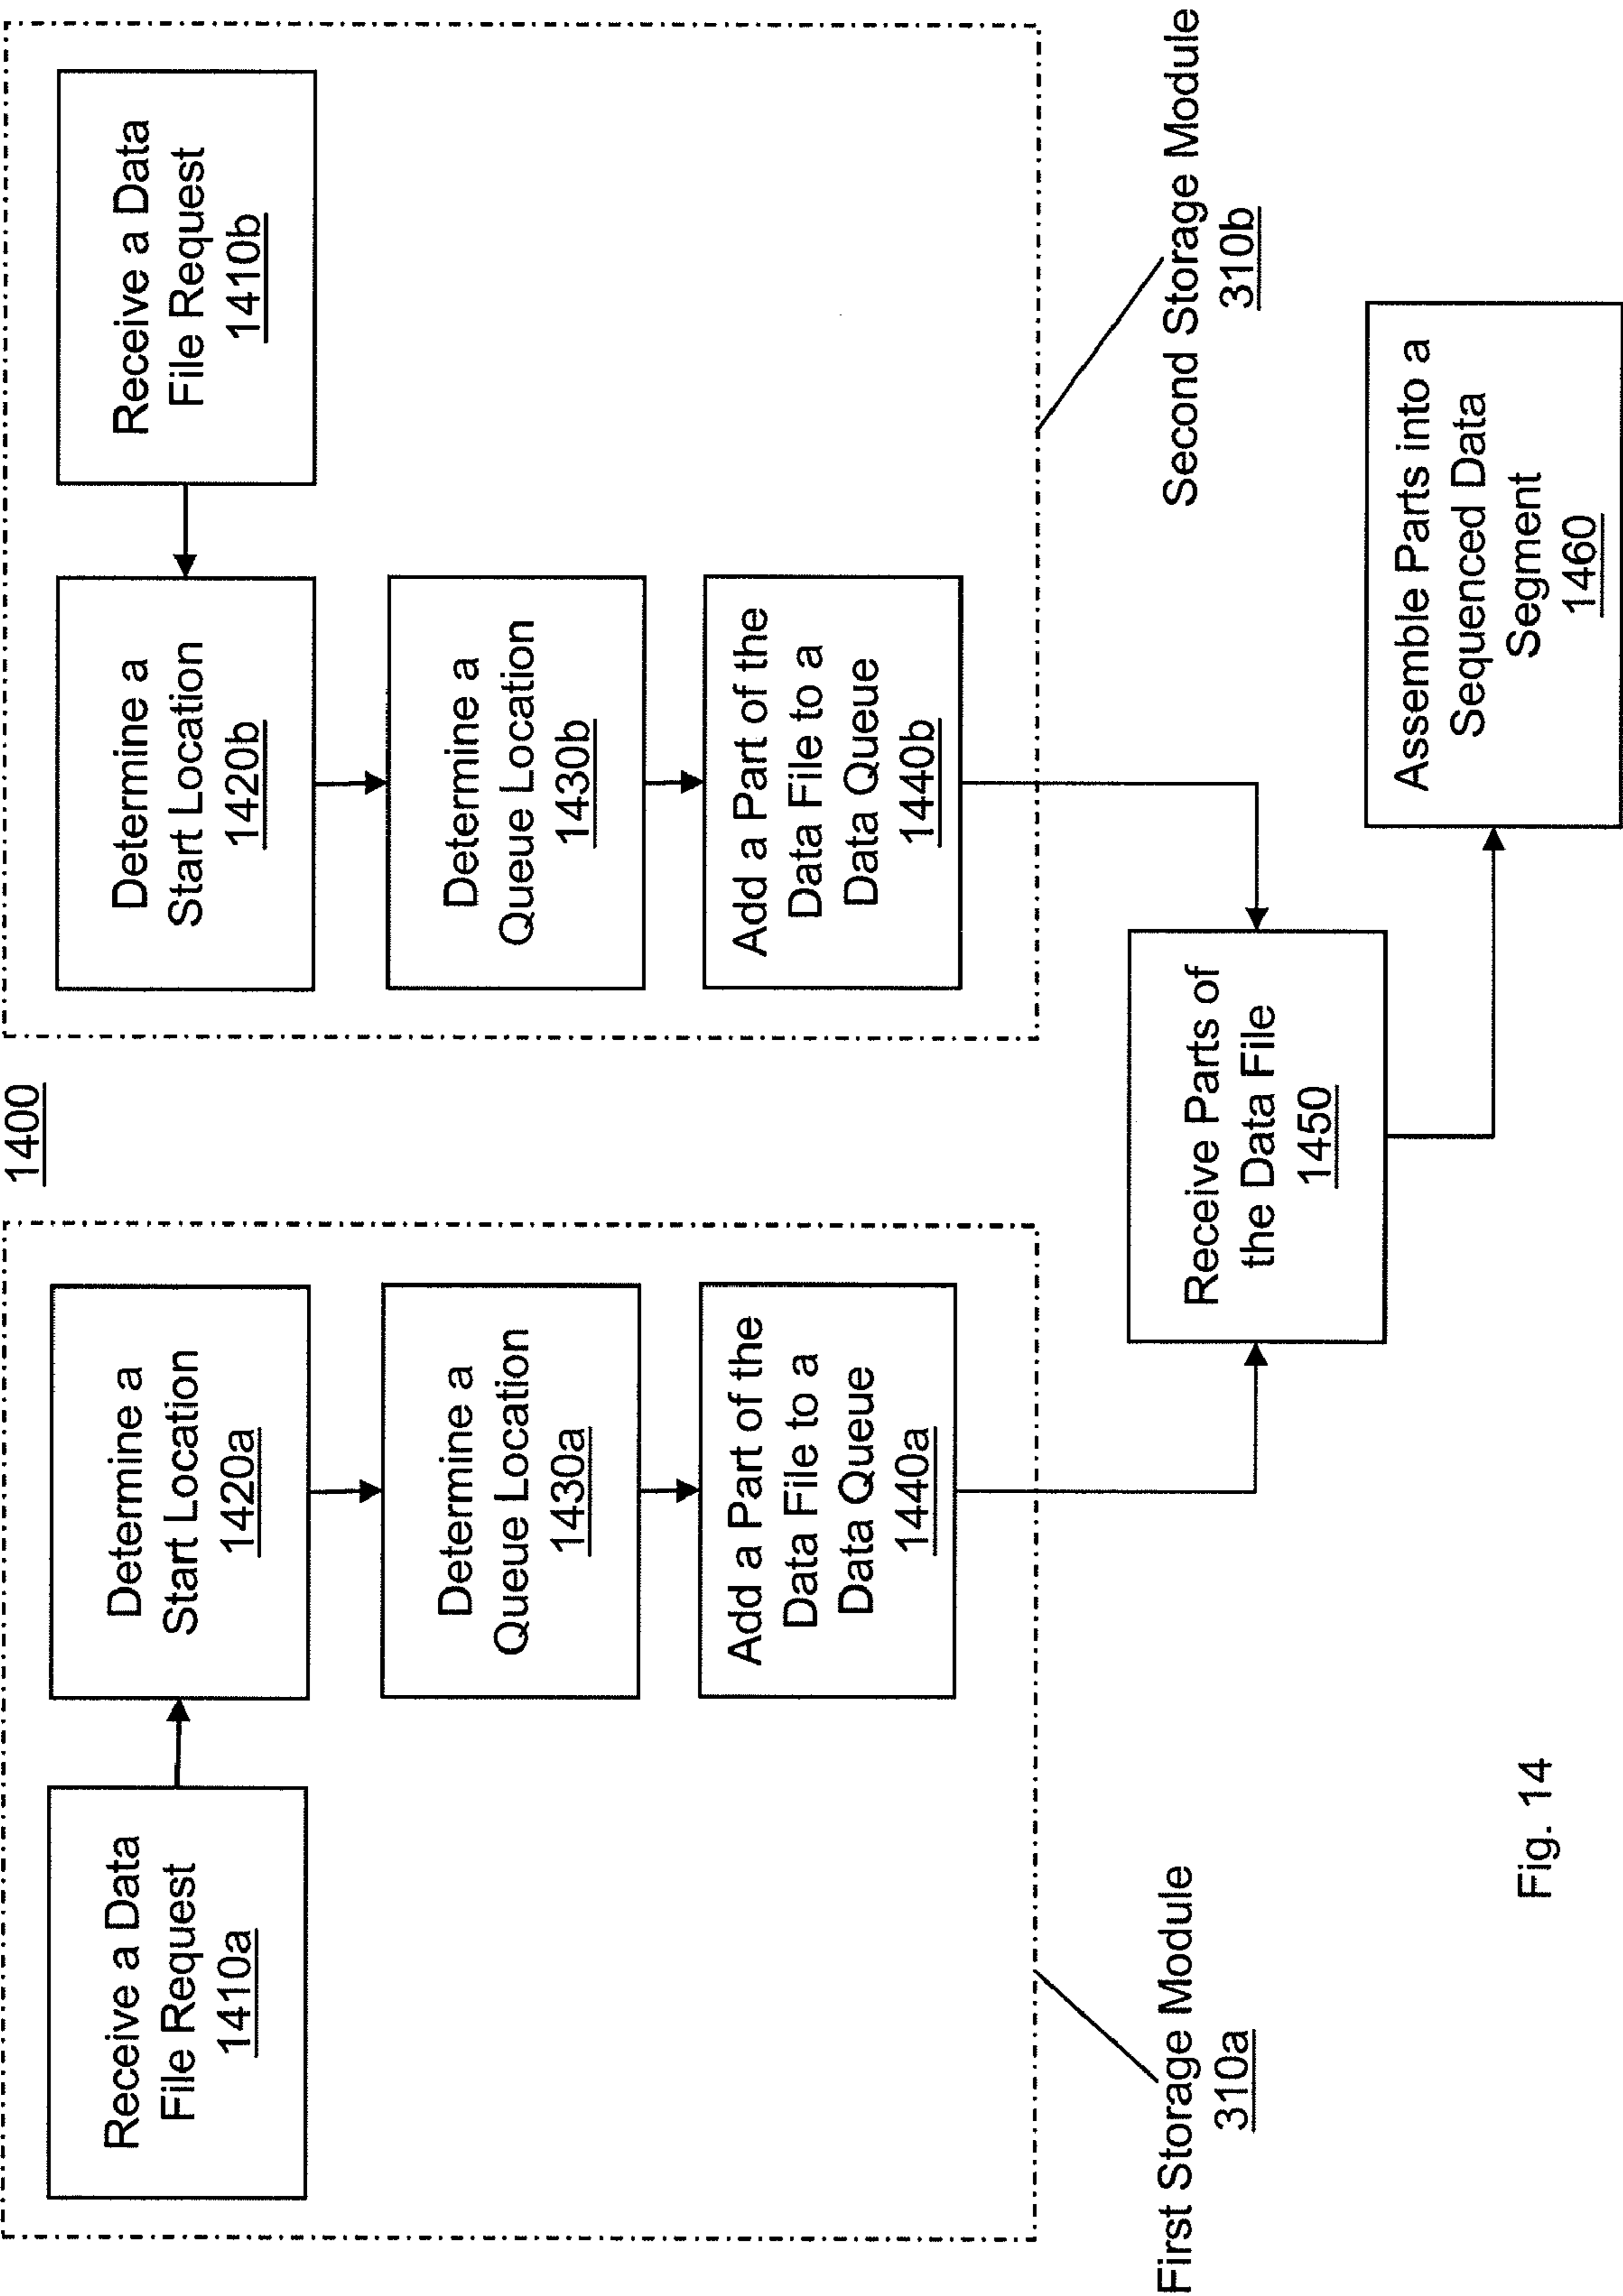 1400
Receive a Data
File Request
1410a
Determine a
Start Location
1420a
Determine a
Queue Location
1430a
Add a Part of the
Data File to a
Data Queue
1440a
First Storage Module
310a
Determine a
Start Location
1420b
Receive a Data
File Request
1410b
Determine a
Queue Location
1430b
Add a Part of the
Data File to a
Data Queue
1440b
Second Storage Module
310b
Receive Parts of
the Data File
1450
Assemble Parts into a
Sequenced Data
Segment
1460
Fig. 14